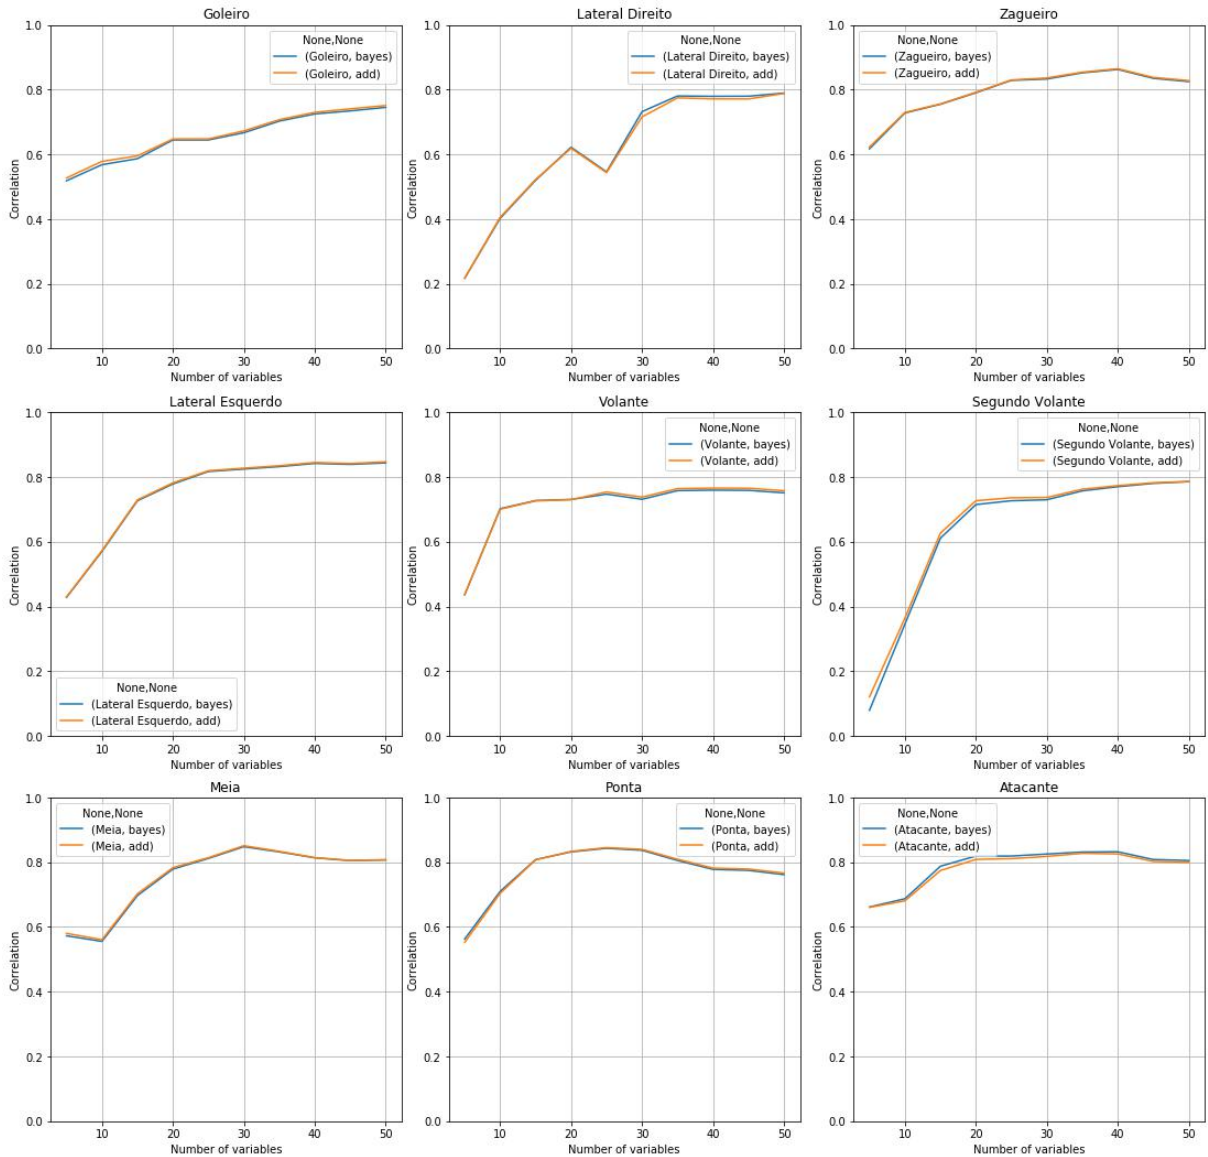 Goleiro
None,None
(Goleiro, bayes)
(Goleiro, add)
Correlation
1.0
0.8
0.6
0.4
0.2
0.0
10 20 30 40 50
Number of variables
Lateral Direito
None,None
(Lateral Direito, bayes)
(Lateral Direito, add)
Correlation
1.0
0.8
0.6
0.4
0.2
0.0
10 20 30 40 50
Number of variables
Zagueiro
None,None
(Zagueiro, bayes)
(Zagueiro, add)
Correlation
1.0
0.8
0.6
0.4
0.2
0.0
10 20 30 40 50
Number of variables
Lateral Esquerdo
Correlation
1.0
0.8
0.6
0.4
0.2
0.0
None,None
(Lateral Esquerdo, bayes)
(Lateral Esquerdo, add)
10 20 30 40 50
Number of variables
Volante
None,None
(Volante, bayes)
(Volante, add)
Correlation
1.0
0.8
0.6
0.4
0.2
0.0
10 20 30 40 50
Number of variables
Segundo Volante
None,None
(Segundo Volante, bayes)
(Segundo Volante, add)
Correlation
1.0
0.8
0.6
0.4
0.2
0.0
10 20 30 40 50
Number of variables
Meia
None,None
(Meia, bayes)
(Meia, add)
Correlation
1.0
0.8
0.6
0.4
0.2
0.0
10 20 30 40 50
Number of variables
Ponta
None,None
(Ponta, bayes)
(Ponta, add)
Correlation
1.0
0.8
0.6
0.4
0.2
0.0
10 20 30 40 50
Number of variables
Atacante
None,None
(Atacante, bayes)
(Atacante, add)
Correlation
1.0
0.8
0.6
0.4
0.2
0.0
10 20 30 40 50
Number of variables